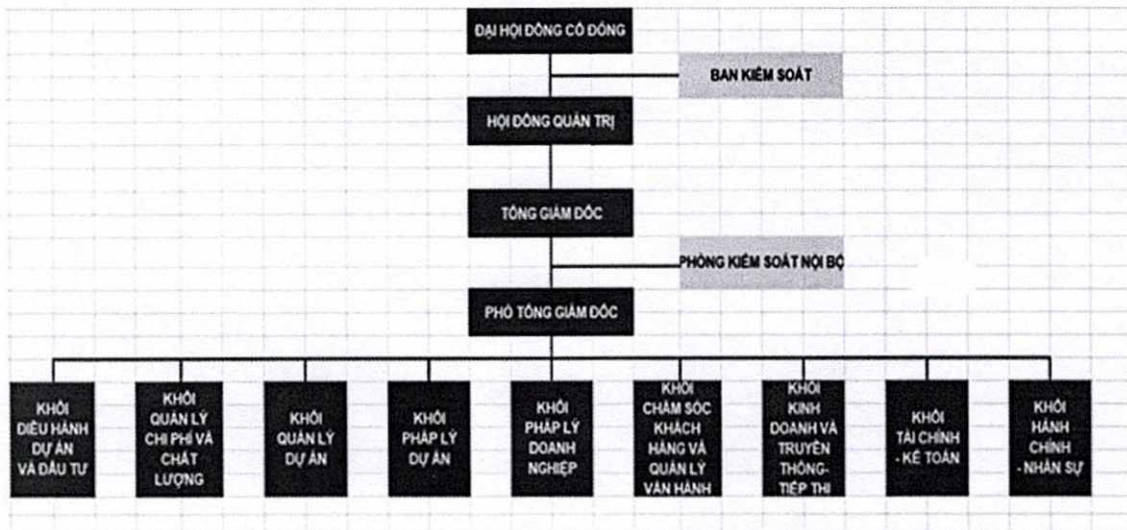 ĐẠI HỘI ĐỒNG CỔ ĐÔNG
BAN KIỂM SOÁT
HỘI ĐỒNG QUẢN TRỊ
TỔNG GIÁM ĐỐC
PHÒNG KIỂM SOÁT NỘI BỘ
PHÓ TỔNG GIÁM ĐỐC
KHỐI
ĐIỀU HÀNH
DỰ ÁN
VÀ ĐẦU TƯ
KHỐI
QUẢN LÝ
CHI PHÍ VÀ
CHẤT
LƯỢNG
KHỐI
QUẢN LÝ
DỰ ÁN
KHỐI
PHÁP LÝ
DỰ ÁN
KHỐI
PHÁP LÝ
DOANH
NGHIỆP
KHỐI
CHĂM SÓC
KHÁCH
HÀNG VÀ
QUẢN LÝ
VẬN HÀNH
KHỐI
KINH
DOANH VÀ
TRUYỀN
THÔNG-
TIẾP THỊ
KHỐI
TÀI CHÍNH
- KẾ TOÁN
KHỐI
HÀNH
CHÍNH
- NHÂN SỰ